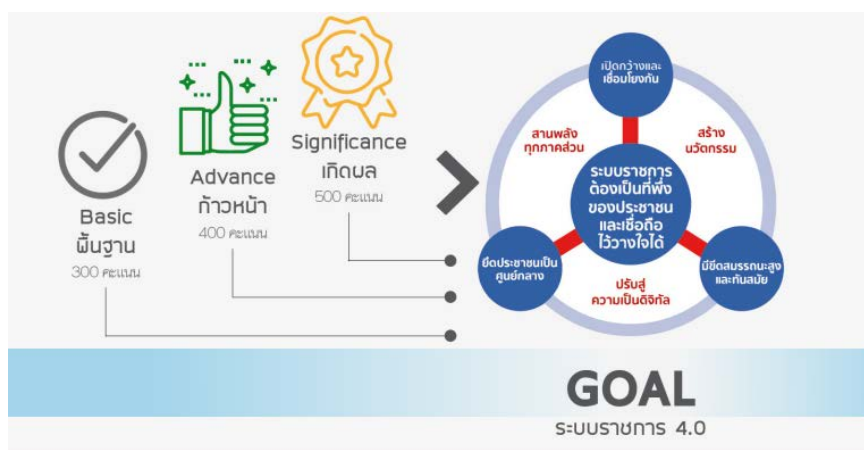 Basic
พื้นฐาน
300 คะแนน
Advance
ก้าวหน้า
400 คะแนน
Significance
เกิดผล
500 คะแนน
เปิดกว้างและ
เชื่อมโยงกัน
สานพลัง
ทุกภาคส่วน
สร้าง
นวัตกรรม
ระบบราชการ
ต้องเป็นที่พึ่ง
ของประชาชน
และเชื่อถือ
ไว้วางใจได้
ยึดประชาชนเป็น
ศูนย์กลาง
มีขีดสมรรถนะสูง
และทันสมัย
ปรับสู่
ความเป็นดิจิทัล
GOAL
ระบบราชการ 4.0